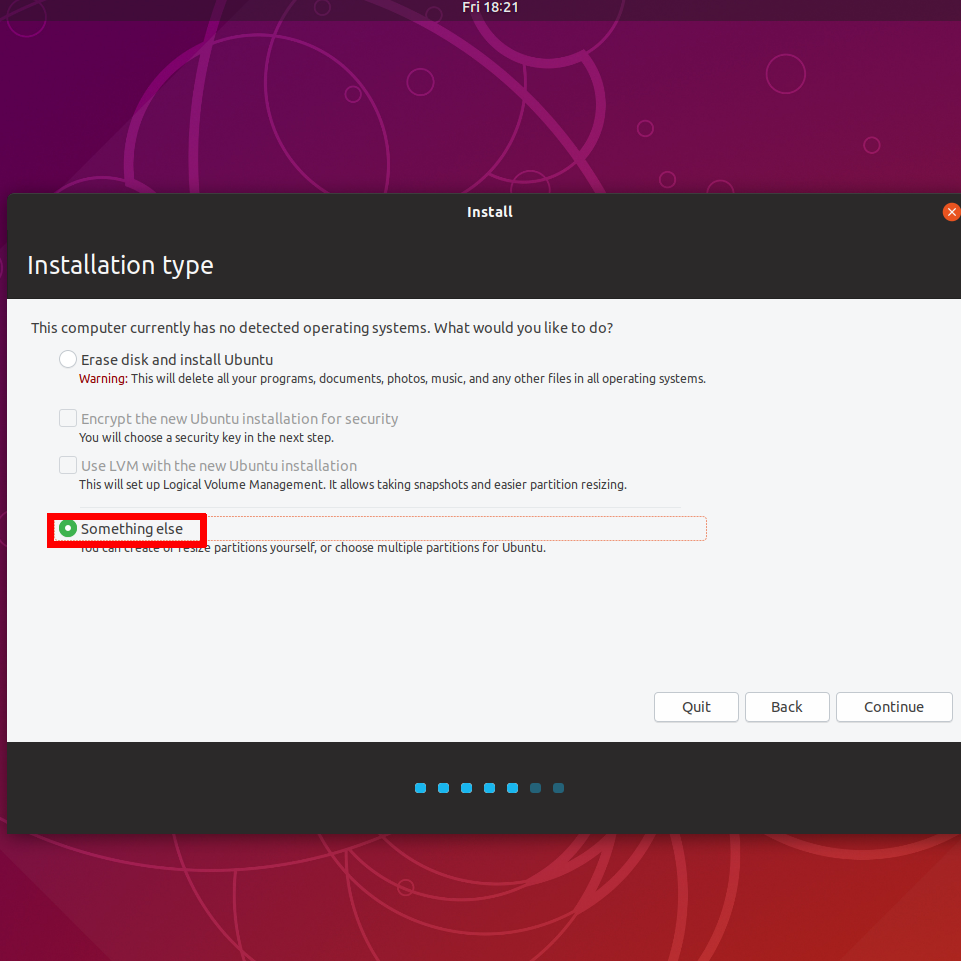 Fri 18:21
Install
Installation type
This computer currently has no detected operating systems. What would you like to do?
Erase disk and install Ubuntu
Warning: This will delete all your programs, documents, photos, music, and any other files in all operating systems.
Encrypt the new Ubuntu installation for security
You will choose a security key in the next step.
Use LVM with the new Ubuntu installation
This will set up Logical Volume Management. It allows taking snapshots and easier partition resizing.
Something else
You can create or resize partitions yourself, or choose multiple partitions for Ubuntu.
Quit Back Continue